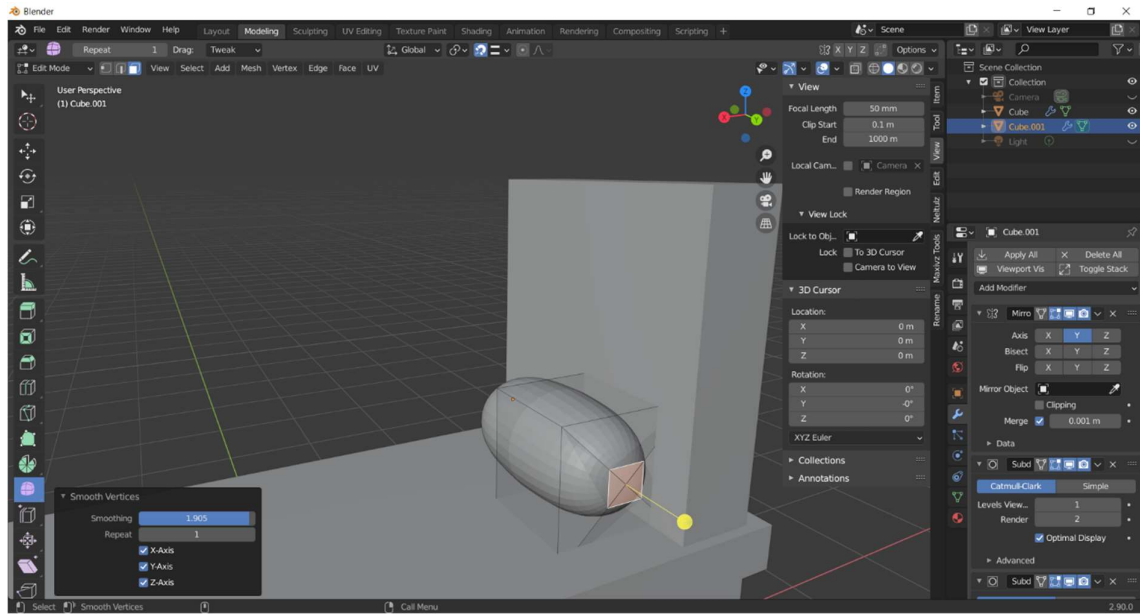 Blender
File Edit Render Window Help Layout Modeling Sculpting UV Editing Texture Paint Shading Animation Rendering Compositing Scripting + Scene View Layer
Repeat 1 Drag: Tweak Global X Y Z Options
Edit Mode View Select Add Mesh Vertex Edge Face UV
User Perspective
(1) Cube.001
Z
X
Y
View
Focal Length 50 mm
Clip Start 0.1 m
End 1000 m
Local Cam... Camera
Render Region
View Lock
Lock to Obj...
Lock To 3D Cursor
Camera to View
3D Cursor
Location:
X 0 m
Y 0 m
Z 0 m
Rotation:
X 0°
Y -0°
Z 0°
XYZ Euler
Collections
Annotations
Item
Tool
View
Edit
Neltulz
Maxivz Tools
Rename
Scene Collection
Collection
Camera
Cube
Cube.001
Light
Cube.001
Apply All Delete All
Viewport Vis Toggle Stack
Add Modifier
Mirro
Axis X Y Z
Bisect X Y Z
Flip X Y Z
Mirror Object
Clipping
Merge 0.001 m
Data
Subd
Catmull-Clark Simple
Levels View... 1
Render 2
Optimal Display
Advanced
Subd
Smooth Vertices
Smoothing 1.905
Repeat 1
X-Axis
Y-Axis
Z-Axis
Select Smooth Vertices Call Menu 2.90.0